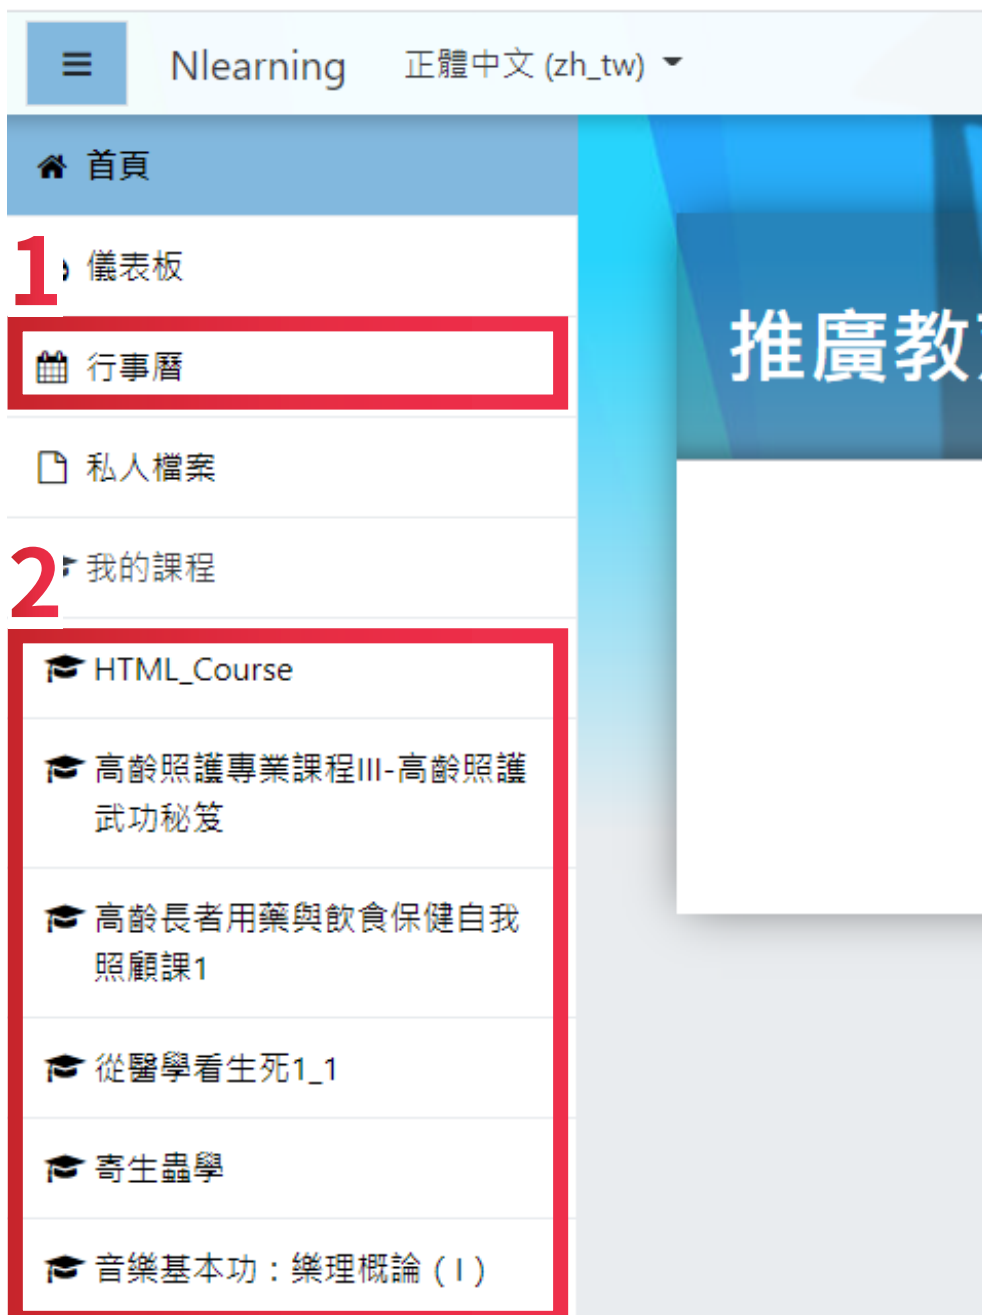 Nlearning 正體中文 (zh_tw)
首頁
1
儀表板
行事曆
推廣教
私人檔案
2
我的課程
HTML_Course
高齡照護專業課程III-高齡照護
武功秘笈
高齡長者用藥與飲食保健自我
照顧課1
從醫學看生死1_1
寄生蟲學
音樂基本功：樂理概論（I）